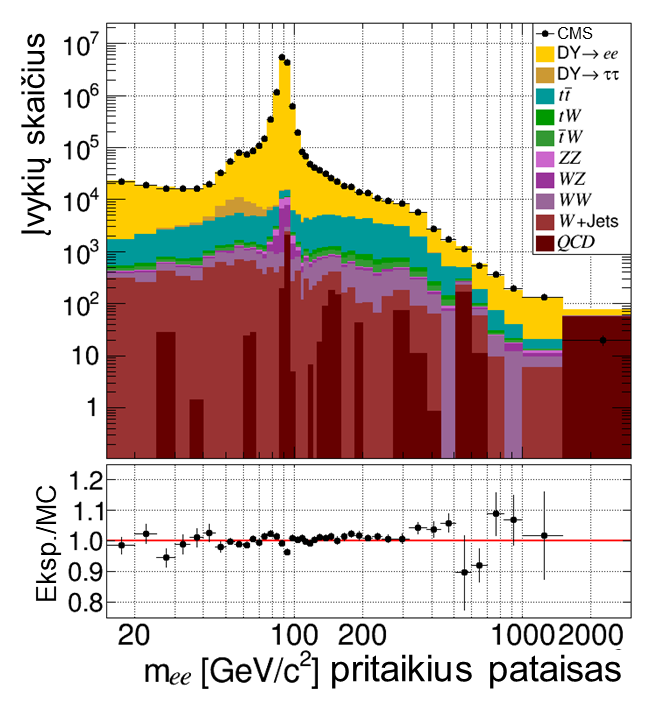 Įvykių skaičius
10⁷
10⁶
10⁵
10⁴
10³
10²
10
1
CMS
DY→ ee
DY→ ττ
tt̄
tW
t̄W
ZZ
WZ
WW
W+Jets
QCD
Eksp./MC
1.2
1.1
1.0
0.9
0.8
20 100 200 1000 2000
mₑₑ [GeV/c²] pritaikius pataisas